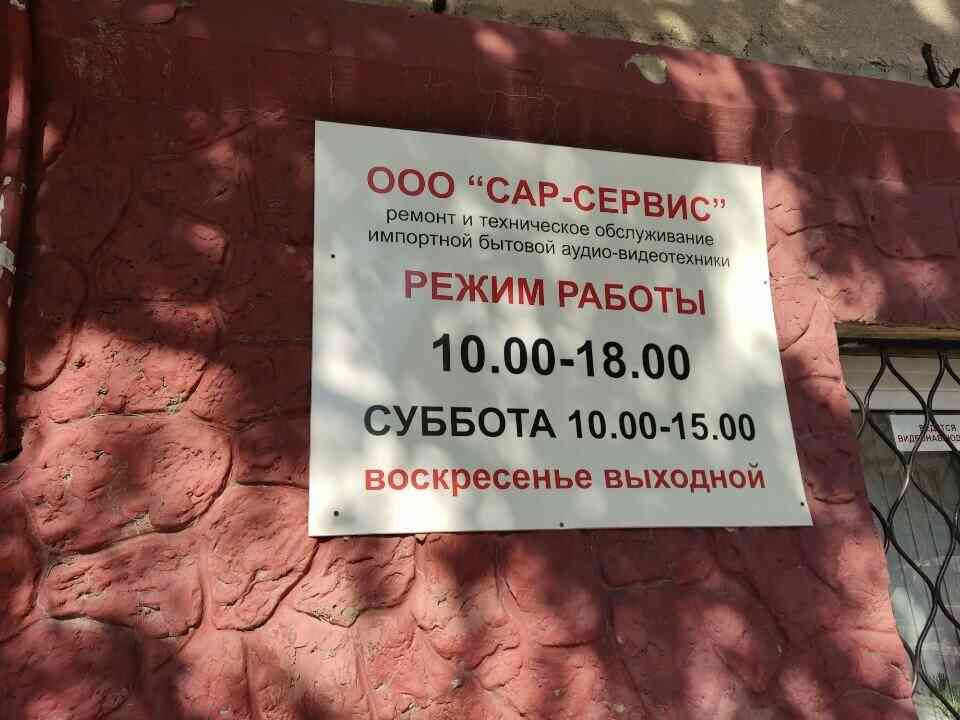 ООО “САР-СЕРВИС”
ремонт и техническое обслуживание
импортной бытовой аудио-видеотехники
РЕЖИМ РАБОТЫ
10.00-18.00
СУББОТА 10.00-15.00
воскресенье выходной
ВЕДЕТСЯ